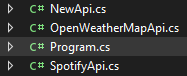 C# NewApi.cs
C# OpenWeatherMapApi.cs
C# Program.cs
C# SpotifyApi.cs